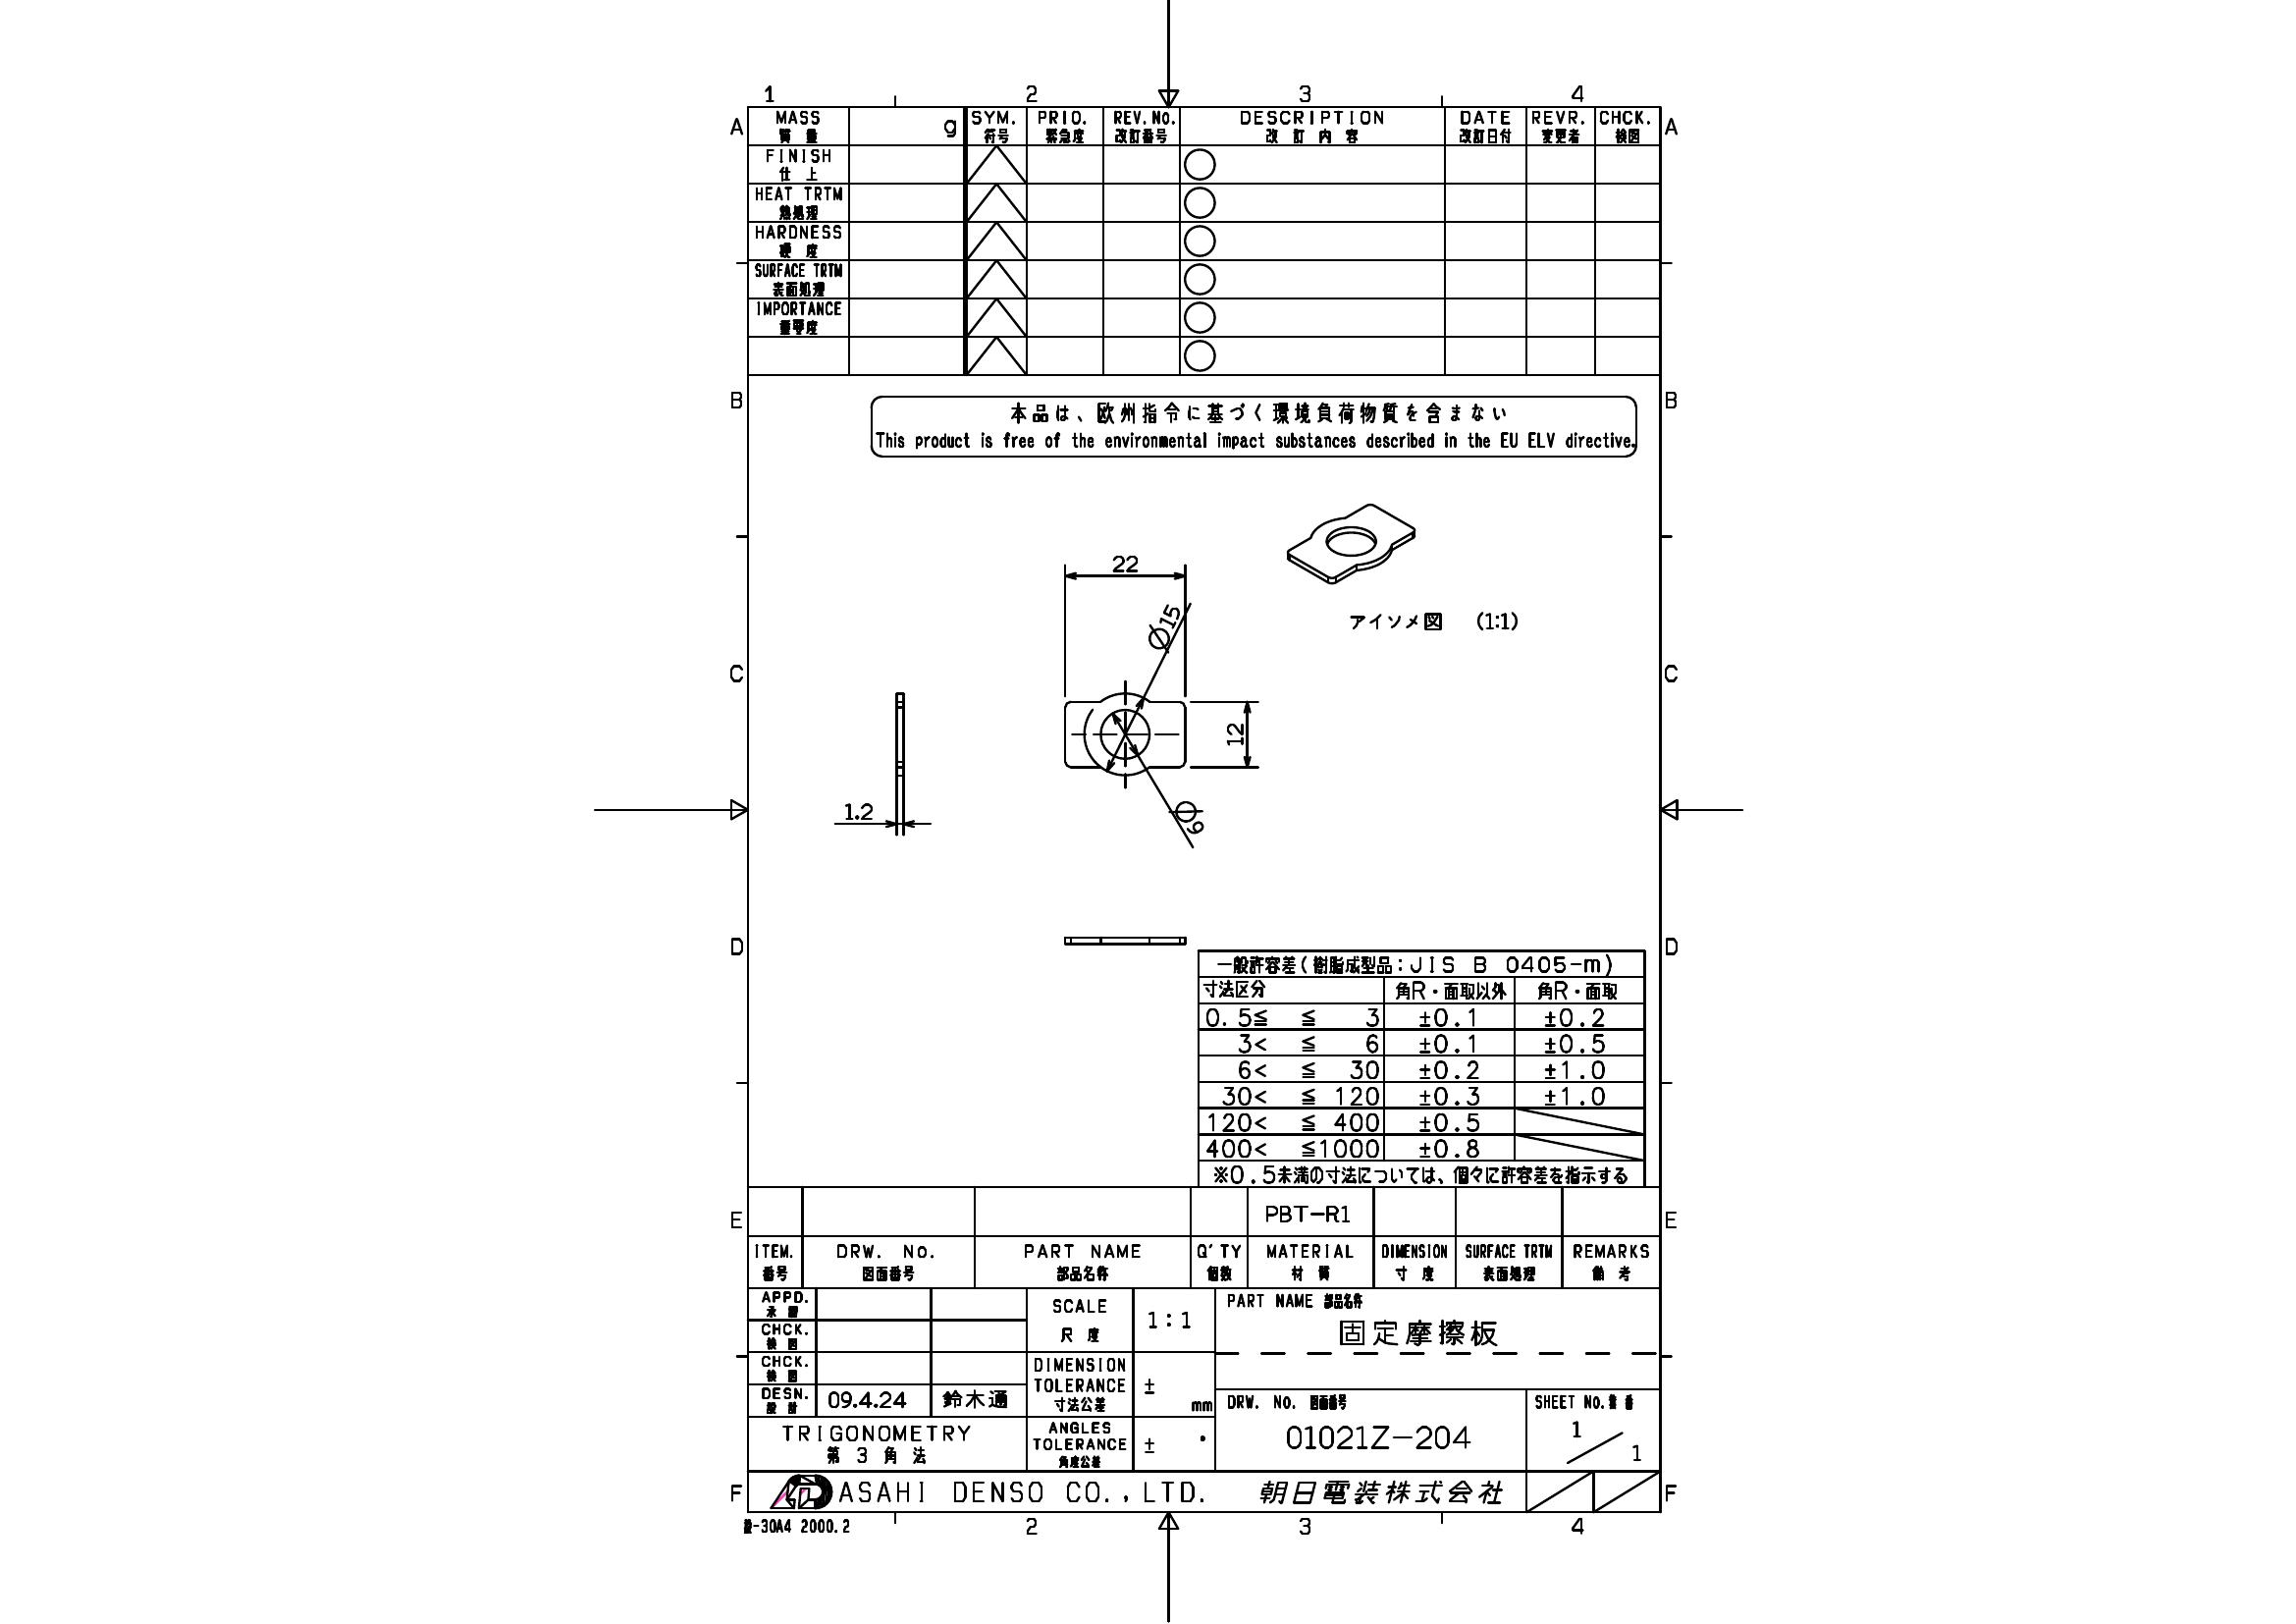 1 2 3 4
A MASS g SYM. PRIO. REV.No. DESCRIPTION DATE REVR. CHCK. A
質量 符号 緊急度 改訂番号 改訂内容 改訂日付 変更者 検図
FINISH
仕上
HEAT TRTM
熱処理
HARDNESS
硬度
SURFACE TRTM
表面処理
IMPORTANCE
重要度
B B
本品は、欧州指令に基づく環境負荷物質を含まない
This product is free of the environmental impact substances described in the EU ELV directive.
22
Ø15
アイソメ図 (1:1)
C C
12
1.2
Ø9
D D
一般許容差(樹脂成型品:JIS B 0405-m)
寸法区分 角R・面取以外 角R・面取
0.5≦ ≦ 3 ±0.1 ±0.2
3< ≦ 6 ±0.1 ±0.5
6< ≦ 30 ±0.2 ±1.0
30< ≦ 120 ±0.3 ±1.0
120< ≦ 400 ±0.5
400< ≦1000 ±0.8
※0.5未満の寸法については、個々に許容差を指示する
E PBT-R1 E
ITEM. DRW. No. PART NAME Q'TY MATERIAL DIMENSION SURFACE TRTM REMARKS
番号 図面番号 部品名称 個数 材質 寸度 表面処理 備考
APPD.
承認
CHCK.
検図
CHCK.
検図
DESN. 09.4.24 鈴木通
設計
SCALE 1:1
尺度
DIMENSION
TOLERANCE ±
寸法公差 mm
PART NAME 部品名称
固定摩擦板
DRW. No. 図面番号 SHEET No.葉番
01021Z-204 1/1
TRIGONOMETRY
第3角法
ANGLES
TOLERANCE ± °
角度公差
F ASAHI DENSO CO.,LTD. 朝日電装株式会社 F
-30A4 2000.2 2 3 4